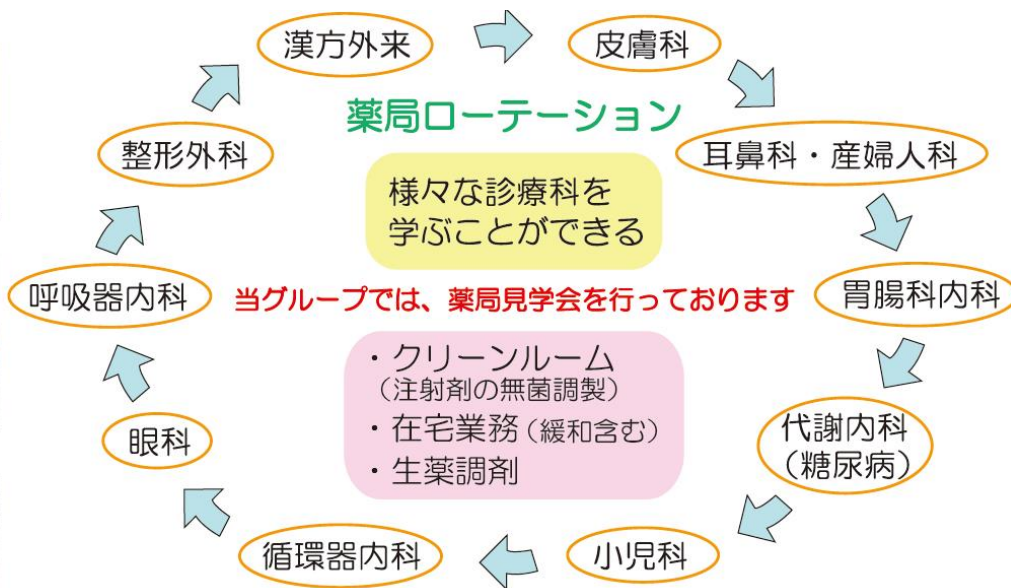 漢方外来
皮膚科
薬局ローテーション
整形外科
耳鼻科・産婦人科
様々な診療科を
学ぶことができる
呼吸器内科
当グループでは、薬局見学会を行っております
胃腸科内科
・クリーンルーム
（注射剤の無菌調製）
・在宅業務（緩和含む）
・生薬調剤
眼科
代謝内科
（糖尿病）
循環器内科
小児科